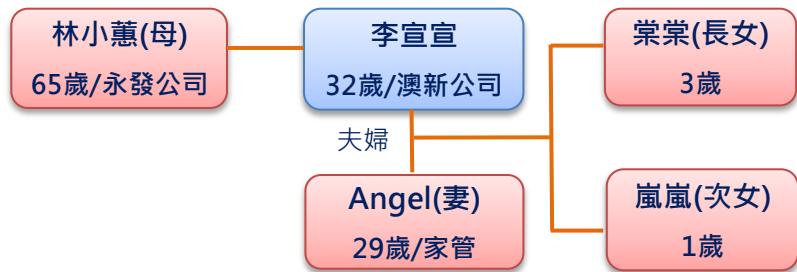 林小蕙(母)
65歲/永發公司
李宣宣
32歲/澳新公司
棠棠(長女)
3歲
夫婦
Angel(妻)
29歲/家管
嵐嵐(次女)
1歲